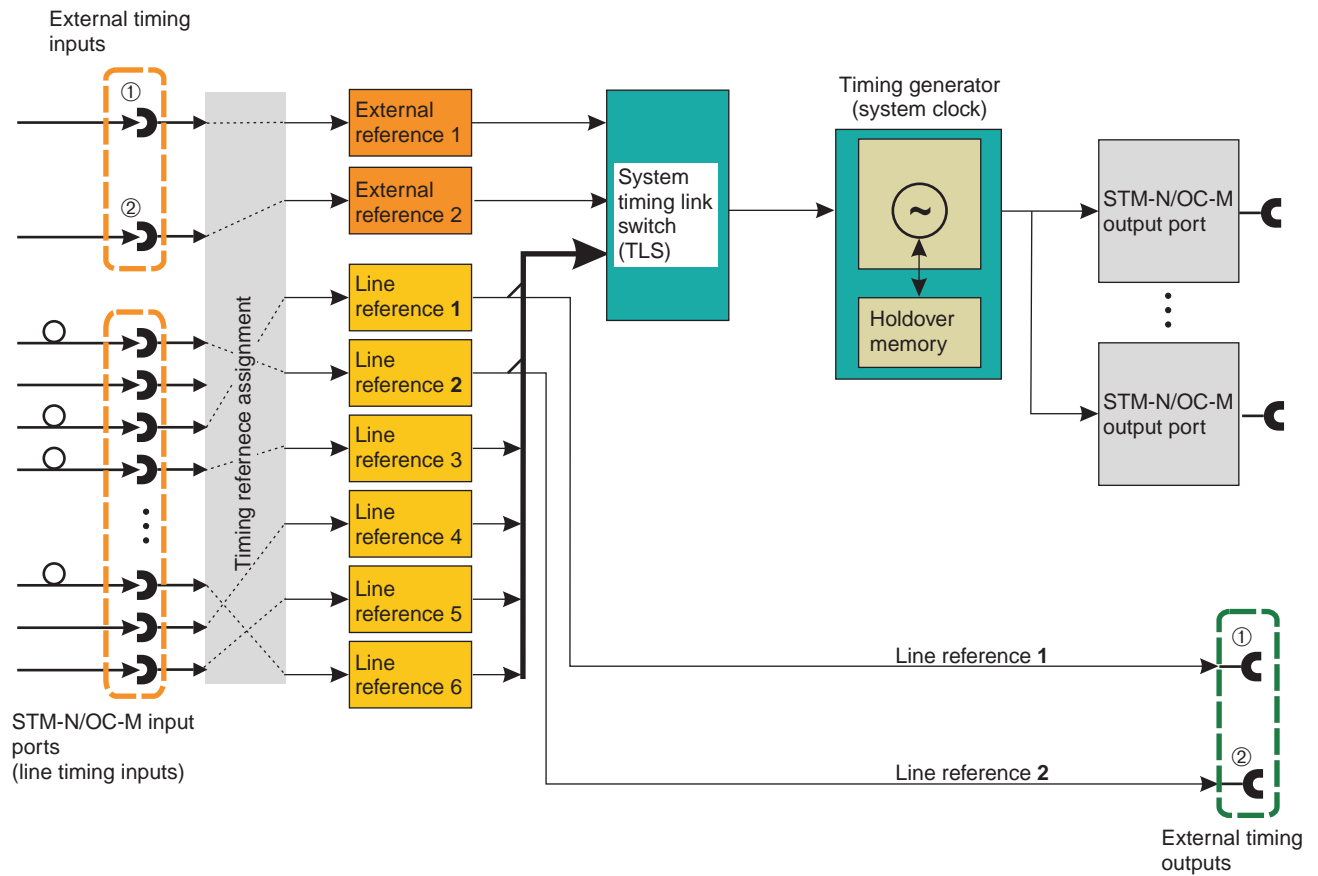 External timing
inputs
①
②
Timing refernece assignment
External
reference 1
External
reference 2
Line
reference 1
Line
reference 2
Line
reference 3
Line
reference 4
Line
reference 5
Line
reference 6
System
timing link
switch
(TLS)
Timing generator
(system clock)
~
Holdover
memory
STM-N/OC-M
output port
STM-N/OC-M
output port
STM-N/OC-M input
ports
(line timing inputs)
Line reference 1
Line reference 2
①
②
External timing
outputs